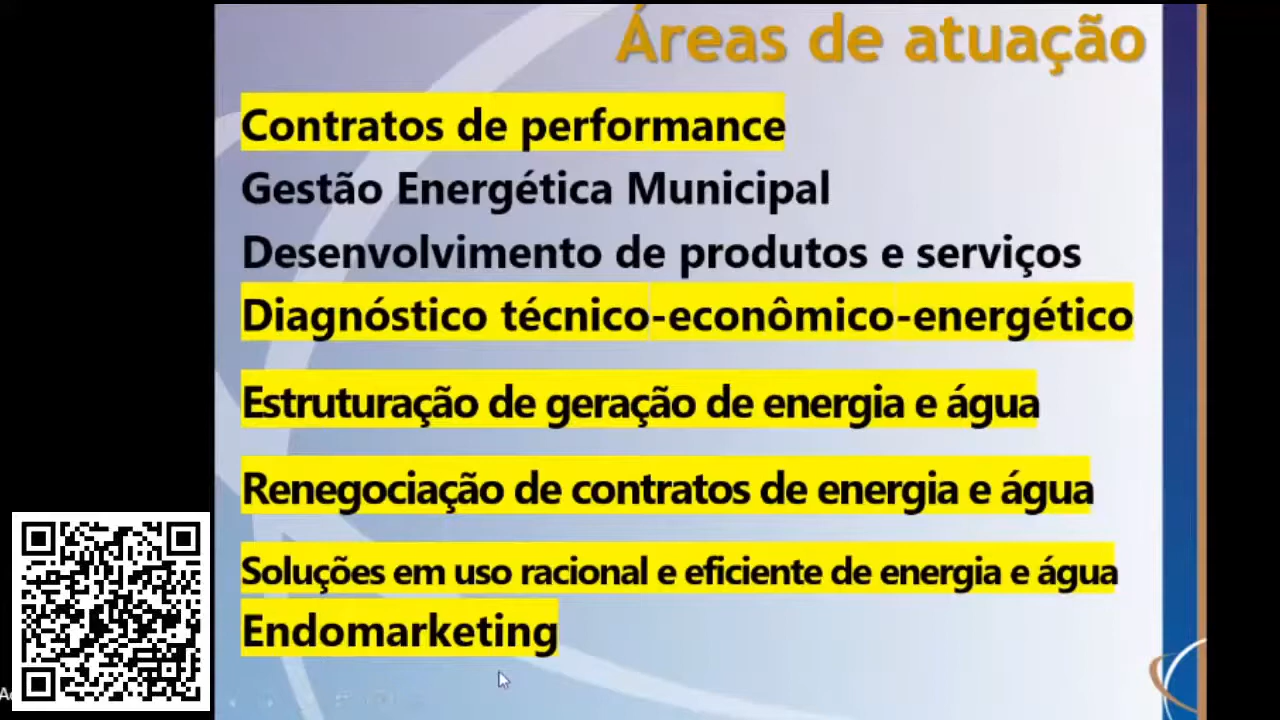 Áreas de atuação
Contratos de performance
Gestão Energética Municipal
Desenvolvimento de produtos e serviços
Diagnóstico técnico-econômico-energético
Estruturação de geração de energia e água
Renegociação de contratos de energia e água
Soluções em uso racional e eficiente de energia e água
Endomarketing